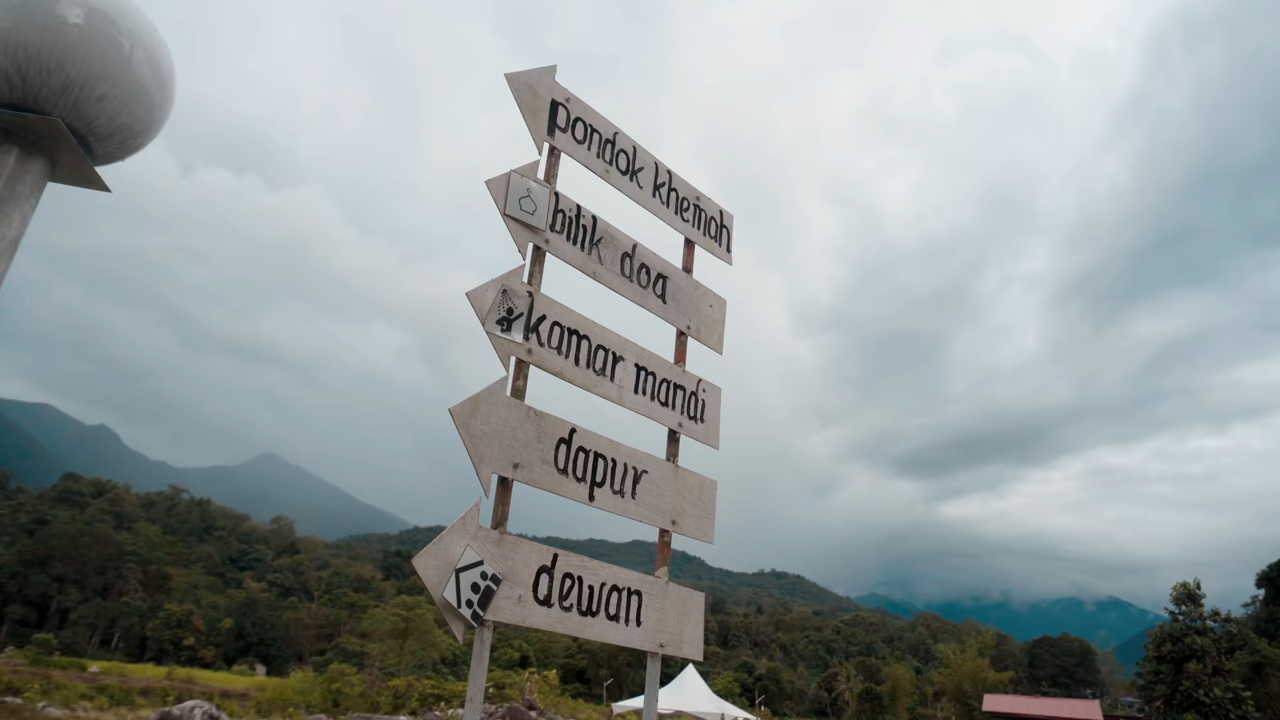 pondok khemah
bilik doa
kamar mandi
dapur
dewan